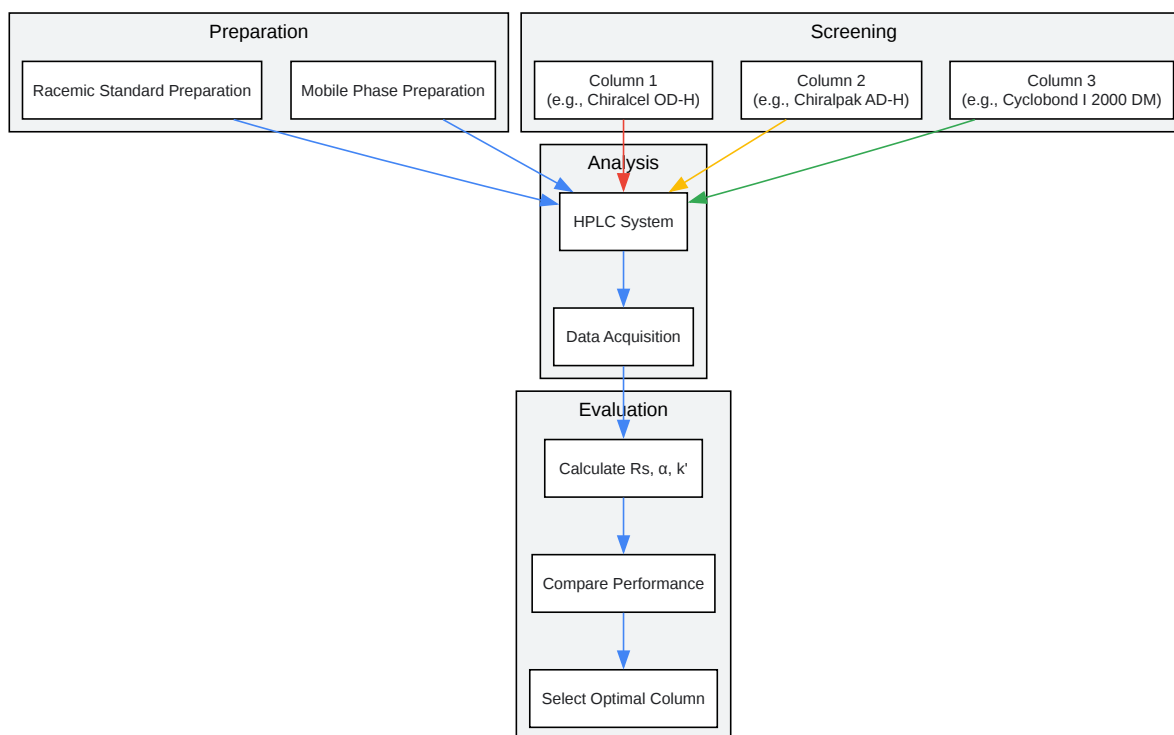 Preparation
Racemic Standard Preparation
Mobile Phase Preparation
Screening
Column 1
(e.g., Chiralcel OD-H)
Column 2
(e.g., Chiralpak AD-H)
Column 3
(e.g., Cyclobond I 2000 DM)
Analysis
HPLC System
Data Acquisition
Evaluation
Calculate Rs, α, k'
Compare Performance
Select Optimal Column